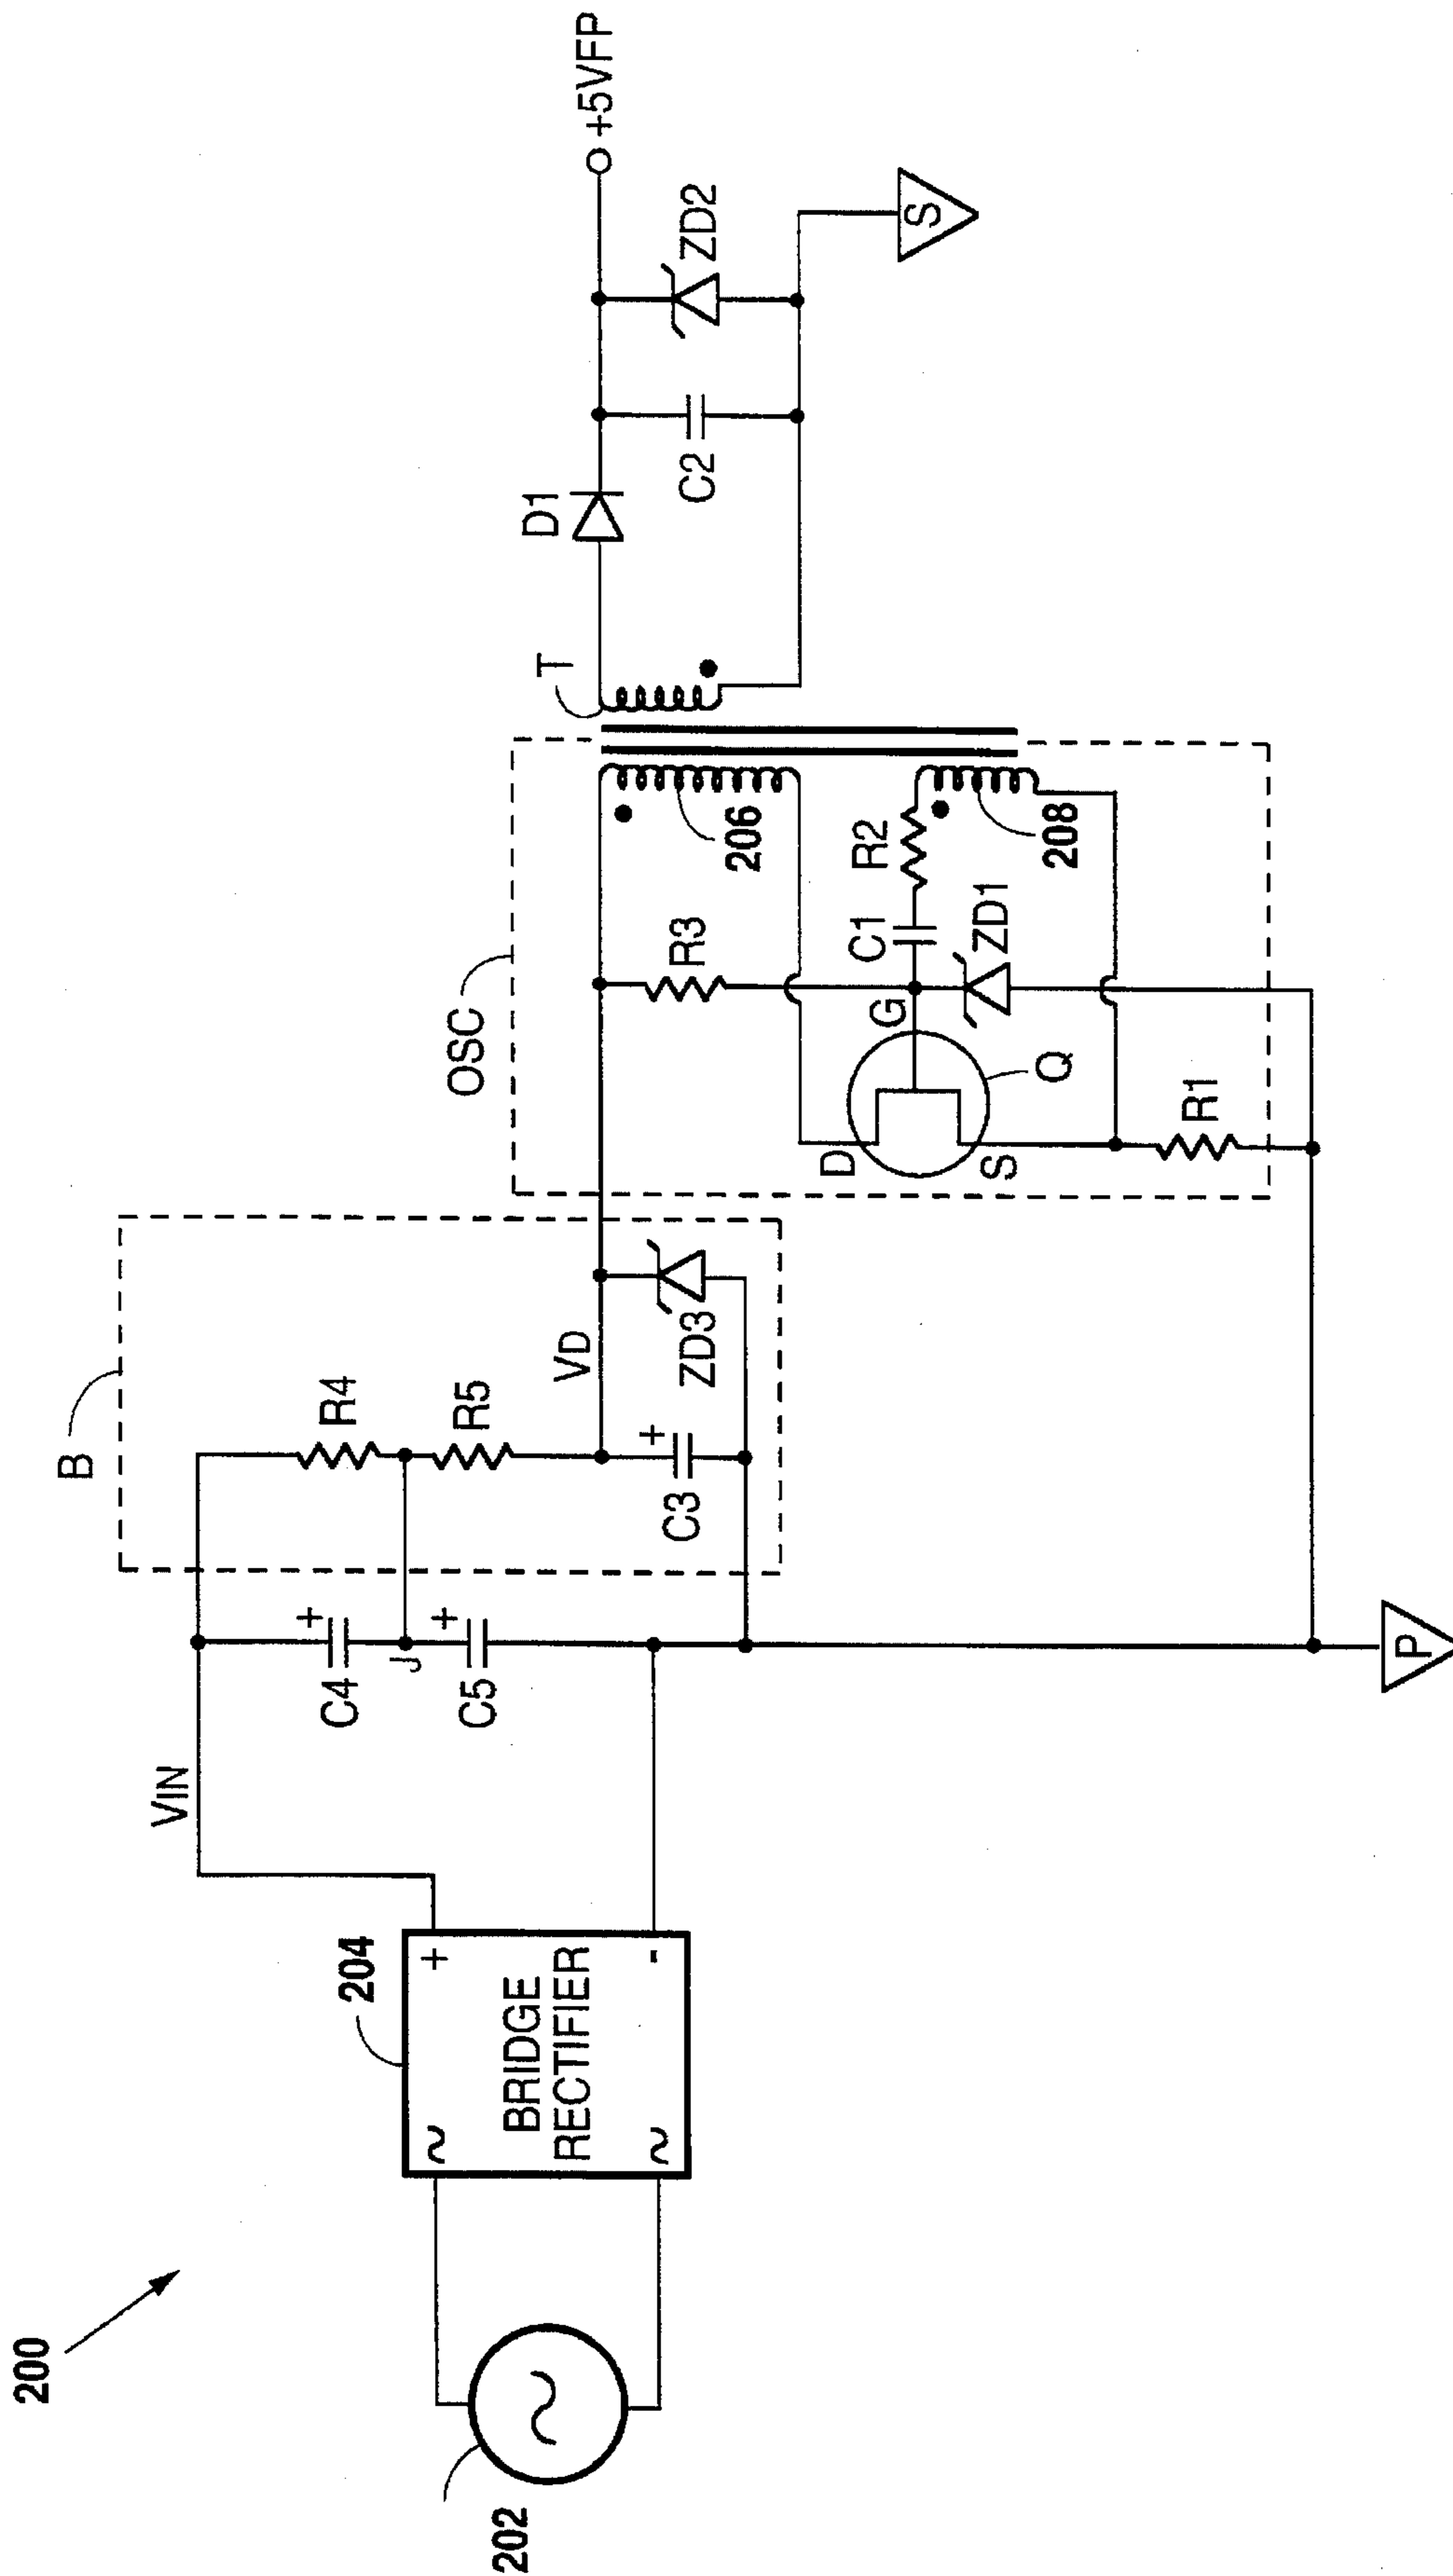 200
202
~
204
~
~
+
-
BRIDGE
RECTIFIER
VIN
C4
+
J
C5
+
P
B
R4
R5
VD
C3
+
ZD3
OSC
R3
D
G
S
Q
R1
C1
R2
ZD1
206
208
T
D1
C2
ZD2
+5VFP
S